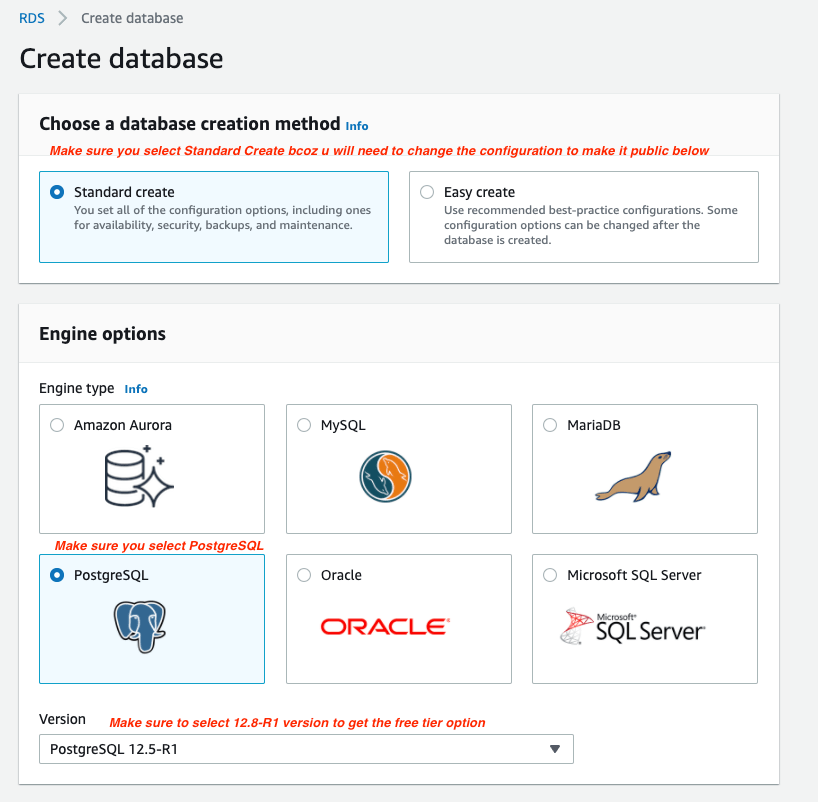 RDS > Create database
Create database
Choose a database creation method Info
Make sure you select Standard Create bcoz u will need to change the configuration to make it public below
Standard create
You set all of the configuration options, including ones
for availability, security, backups, and maintenance.
Easy create
Use recommended best-practice configurations. Some
configuration options can be changed after the
database is created.
Engine options
Engine type Info
Amazon Aurora
MySQL
MariaDB
Make sure you select PostgreSQL
PostgreSQL
Oracle
ORACLE
Microsoft SQL Server
Microsoft®
SQL Server
Version
Make sure to select 12.8-R1 version to get the free tier option
PostgreSQL 12.5-R1